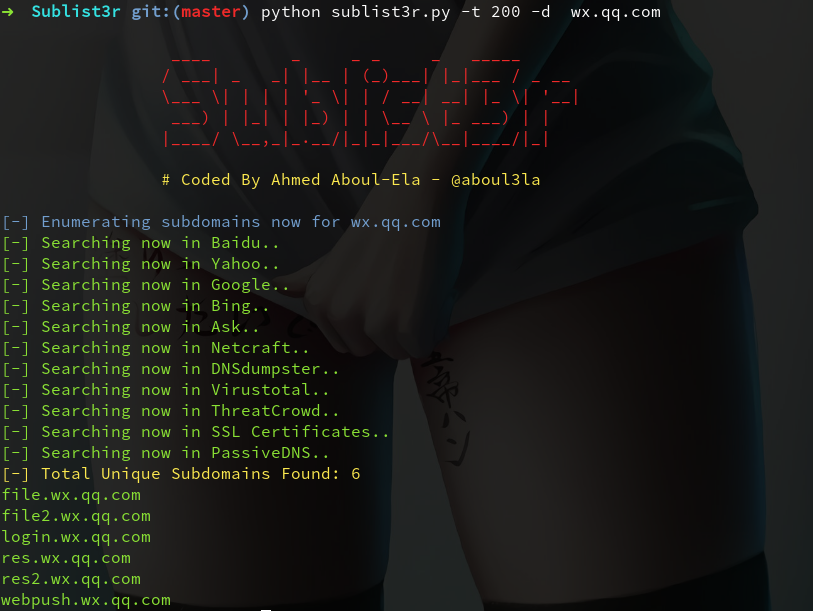 ➜ Sublist3r git:(master) python sublist3r.py -t 200 -d  wx.qq.com
# Coded By Ahmed Aboul-Ela - @aboul3la
[-] Enumerating subdomains now for wx.qq.com
[-] Searching now in Baidu..
[-] Searching now in Yahoo..
[-] Searching now in Google..
[-] Searching now in Bing..
[-] Searching now in Ask..
[-] Searching now in Netcraft..
[-] Searching now in DNSdumpster..
[-] Searching now in Virustotal..
[-] Searching now in ThreatCrowd..
[-] Searching now in SSL Certificates..
[-] Searching now in PassiveDNS..
[-] Total Unique Subdomains Found: 6
file.wx.qq.com
file2.wx.qq.com
login.wx.qq.com
res.wx.qq.com
res2.wx.qq.com
webpush.wx.qq.com